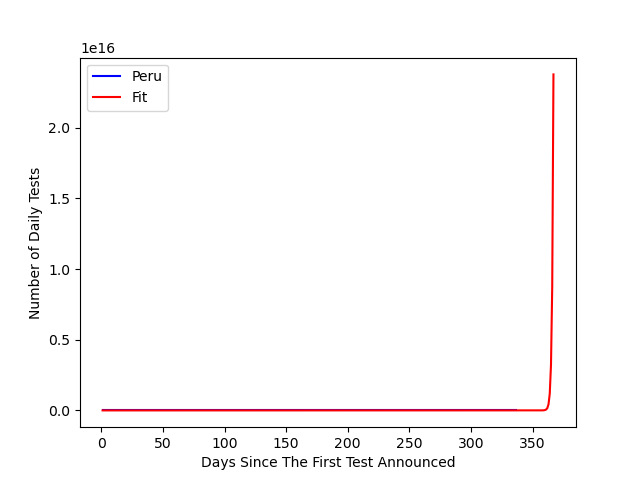 1e16
Peru
Fit
2.0
1.5
1.0
0.5
0.0
Number of Daily Tests
0 50 100 150 200 250 300 350
Days Since The First Test Announced